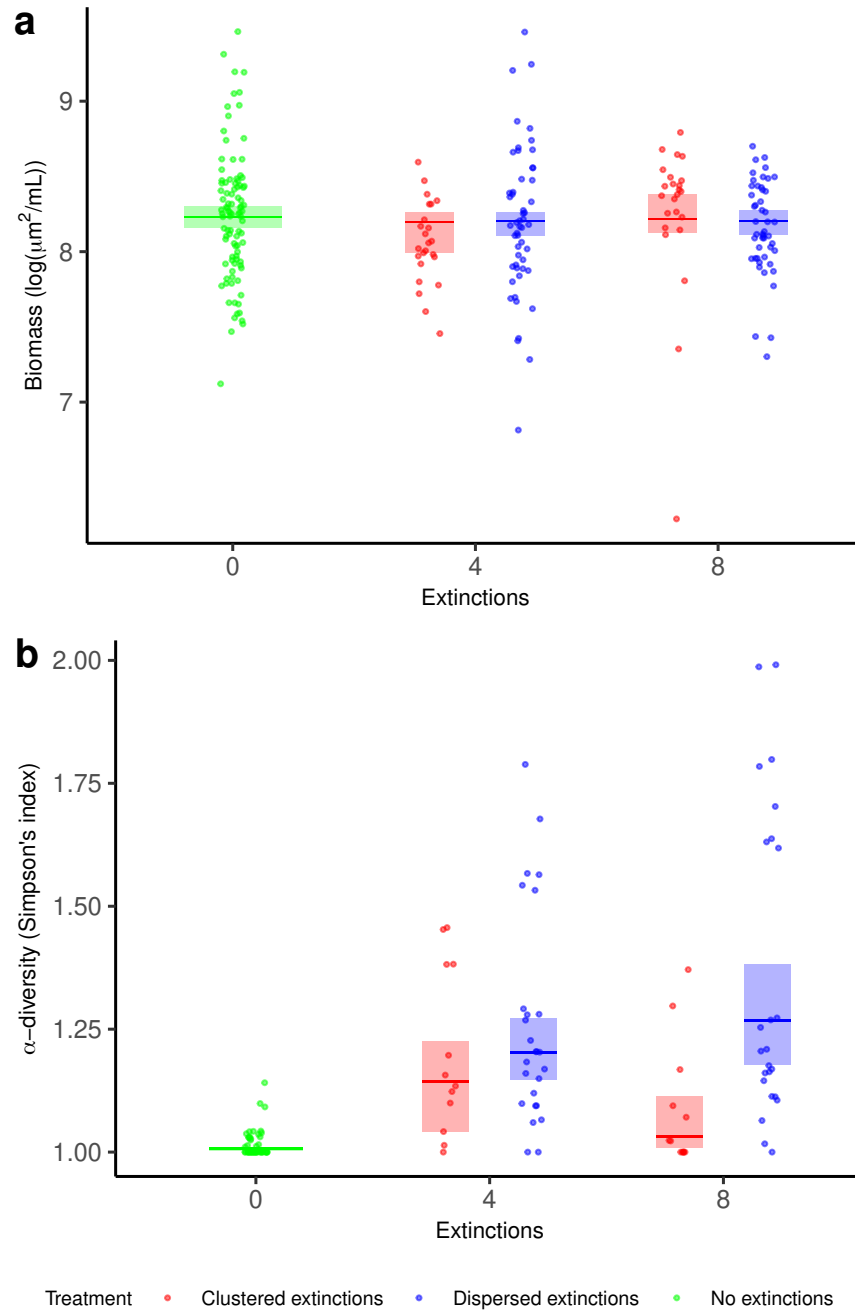 a
Biomass (log(μm²/mL))
9
8
7
0 4 8
Extinctions
b
α−diversity (Simpson's index)
2.00
1.75
1.50
1.25
1.00
0 4 8
Extinctions
Treatment Clustered extinctions Dispersed extinctions No extinctions